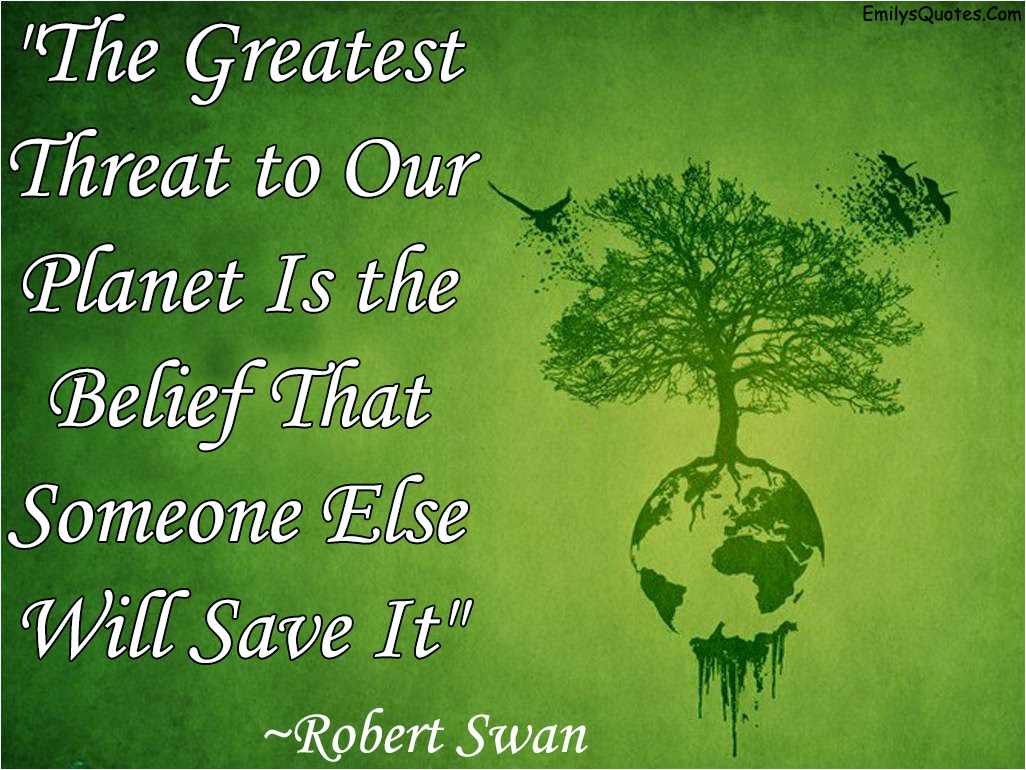 EmilysQuotes.Com
"The Greatest
Threat to Our
Planet Is the
Belief That
Someone Else
Will Save It"
~Robert Swan